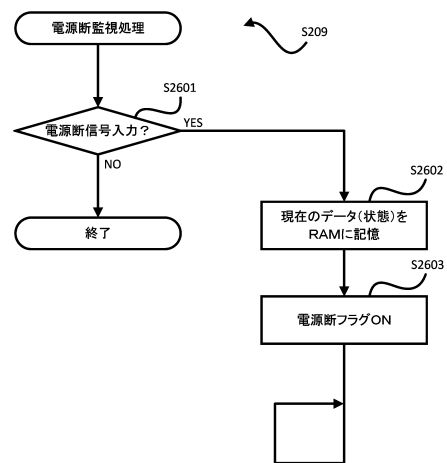 電源断監視処理
S209
S2601
電源断信号入力？
YES
NO
S2602
現在のデータ（状態）を
RAMに記憶
終了
S2603
電源断フラグON